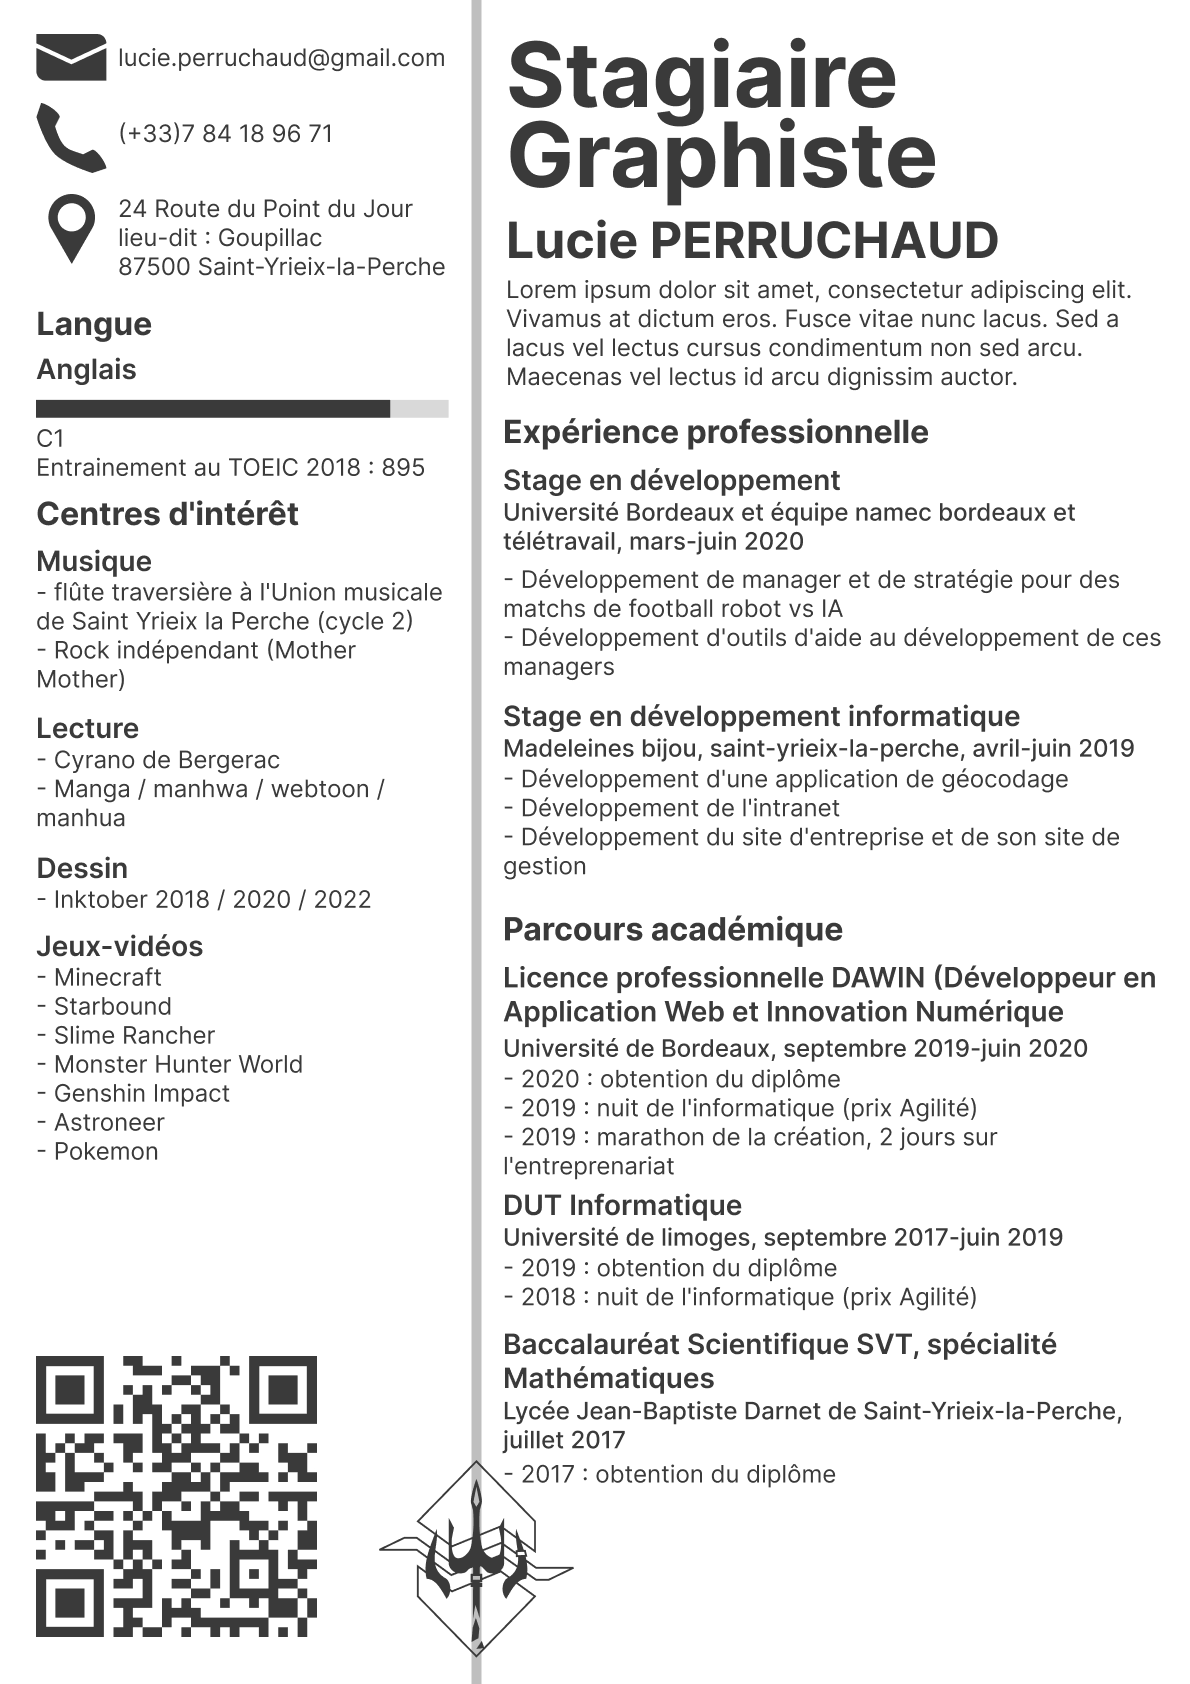 lucie.perruchaud@gmail.com
(+33)7 84 18 96 71
24 Route du Point du Jour
lieu-dit : Goupillac
87500 Saint-Yrieix-la-Perche
Langue
Anglais
C1
Entrainement au TOEIC 2018 : 895
Centres d'intérêt
Musique
- flûte traversière à l'Union musicale
de Saint Yrieix la Perche (cycle 2)
- Rock indépendant (Mother
Mother)
Lecture
- Cyrano de Bergerac
- Manga / manhwa / webtoon /
manhua
Dessin
- Inktober 2018 / 2020 / 2022
Jeux-vidéos
- Minecraft
- Starbound
- Slime Rancher
- Monster Hunter World
- Genshin Impact
- Astroneer
- Pokemon
Stagiaire
Graphiste
Lucie PERRUCHAUD
Lorem ipsum dolor sit amet, consectetur adipiscing elit.
Vivamus at dictum eros. Fusce vitae nunc lacus. Sed a
lacus vel lectus cursus condimentum non sed arcu.
Maecenas vel lectus id arcu dignissim auctor.
Expérience professionnelle
Stage en développement
Université Bordeaux et équipe namec bordeaux et
télétravail, mars-juin 2020
- Développement de manager et de stratégie pour des
matchs de football robot vs IA
- Développement d'outils d'aide au développement de ces
managers
Stage en développement informatique
Madeleines bijou, saint-yrieix-la-perche, avril-juin 2019
- Développement d'une application de géocodage
- Développement de l'intranet
- Développement du site d'entreprise et de son site de
gestion
Parcours académique
Licence professionnelle DAWIN (Développeur en
Application Web et Innovation Numérique
Université de Bordeaux, septembre 2019-juin 2020
- 2020 : obtention du diplôme
- 2019 : nuit de l'informatique (prix Agilité)
- 2019 : marathon de la création, 2 jours sur
l'entreprenariat
DUT Informatique
Université de limoges, septembre 2017-juin 2019
- 2019 : obtention du diplôme
- 2018 : nuit de l'informatique (prix Agilité)
Baccalauréat Scientifique SVT, spécialité
Mathématiques
Lycée Jean-Baptiste Darnet de Saint-Yrieix-la-Perche,
juillet 2017
- 2017 : obtention du diplôme